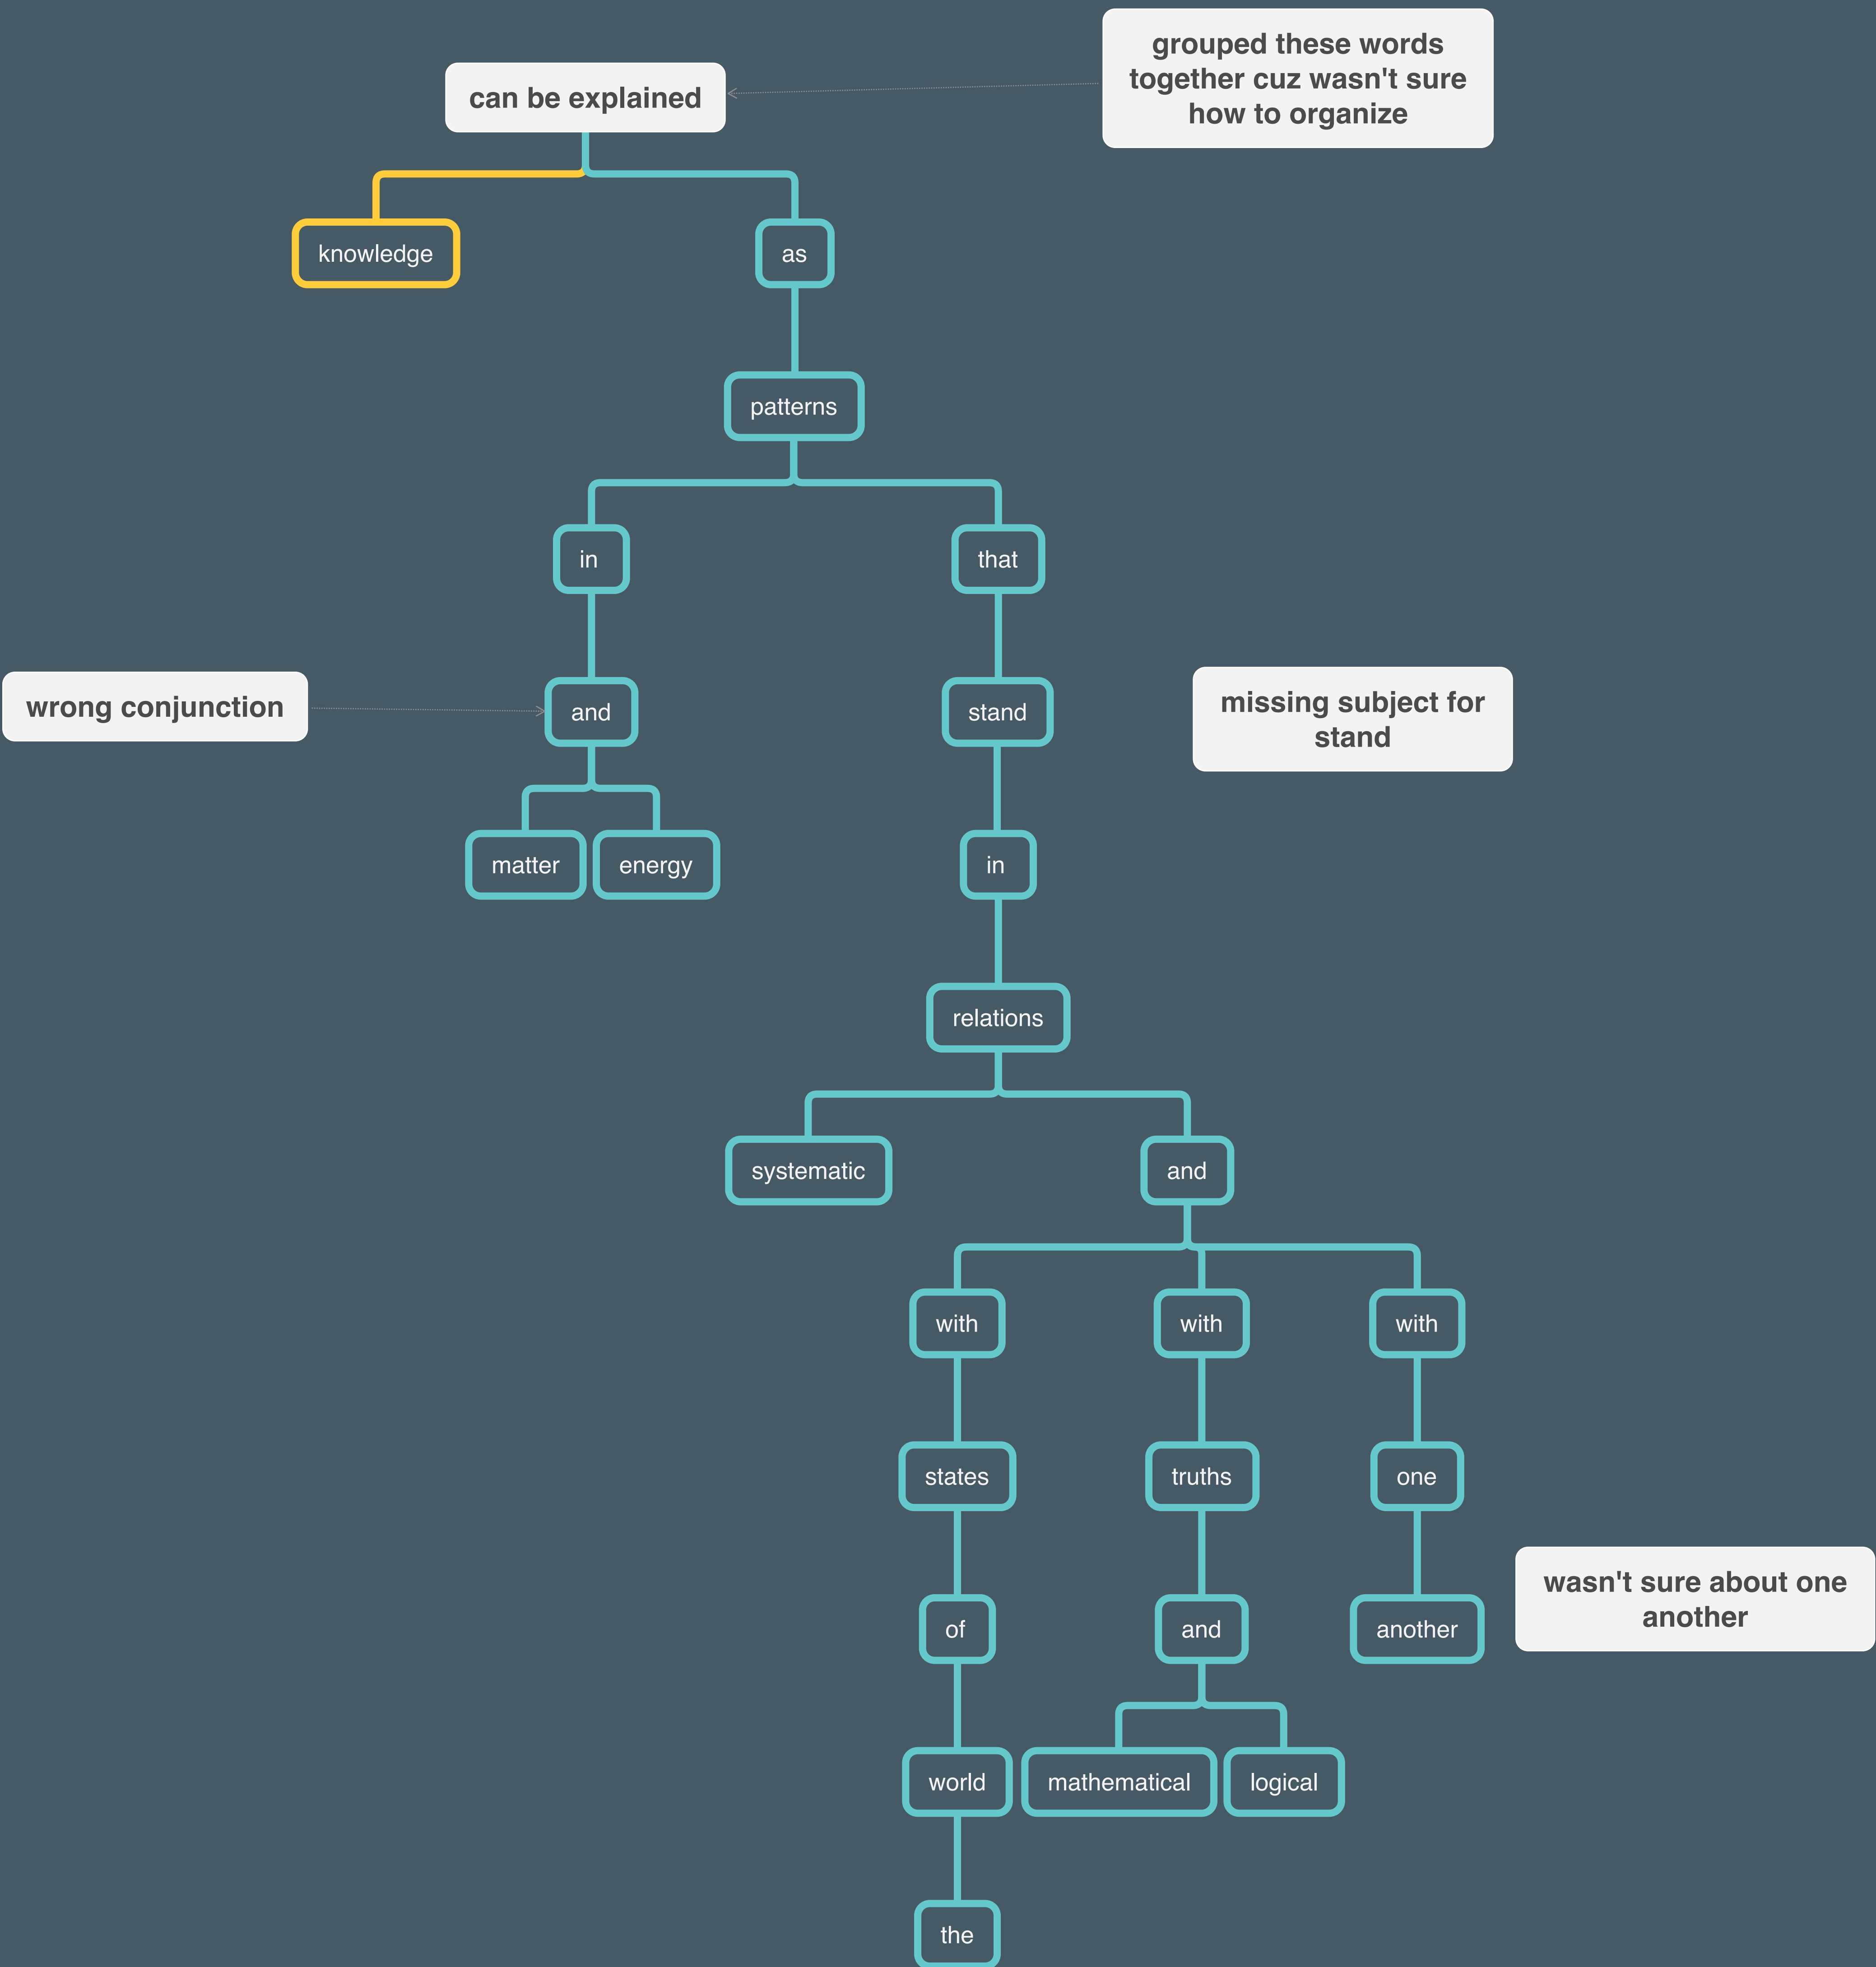 grouped these words
together cuz wasn't sure
how to organize
can be explained
knowledge
as
patterns
in
that
wrong conjunction
and
stand
missing subject for
stand
matter
energy
in
relations
systematic
and
with
with
with
states
truths
one
wasn't sure about one
another
of
and
another
world
mathematical
logical
the